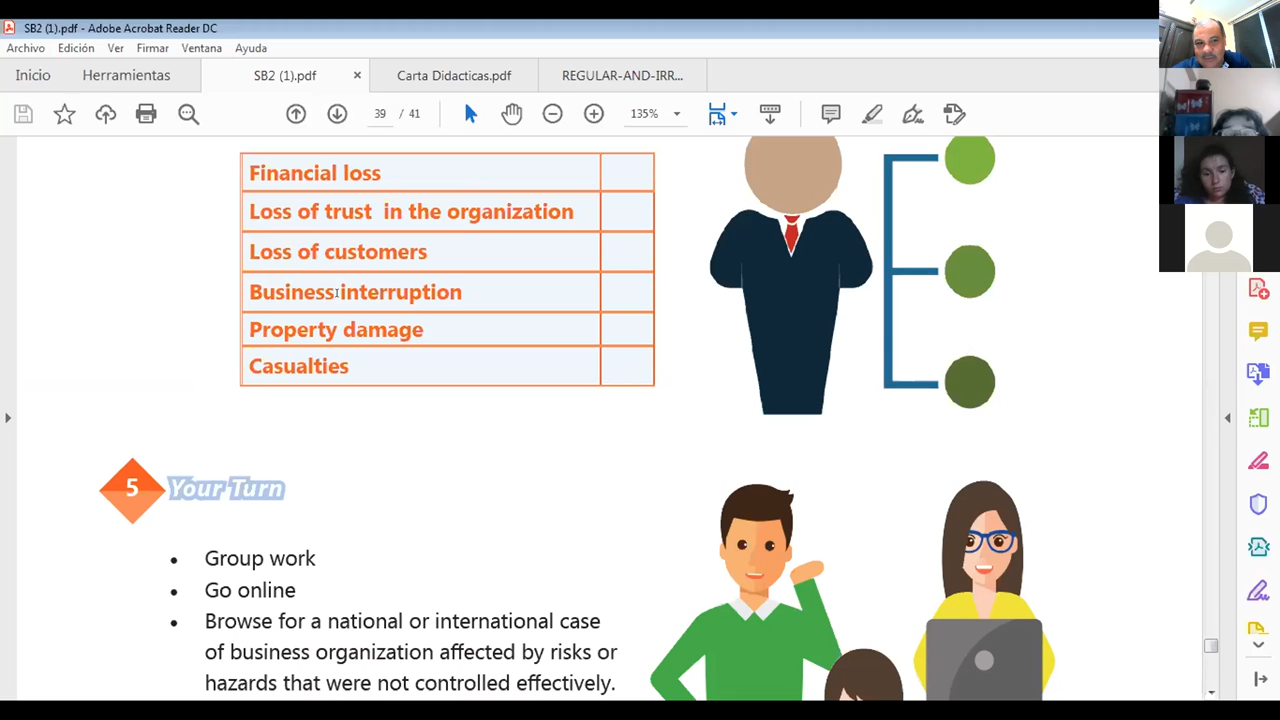 SB2 (1).pdf - Adobe Acrobat Reader DC
Archivo Edición Ver Firmar Ventana Ayuda
Inicio Herramientas SB2 (1).pdf × Carta Didacticas.pdf REGULAR-AND-IRR...
39 / 41 135%
Financial loss
Loss of trust in the organization
Loss of customers
Business interruption
Property damage
Casualties
5 Your Turn
• Group work
• Go online
• Browse for a national or international case
of business organization affected by risks or
hazards that were not controlled effectively.